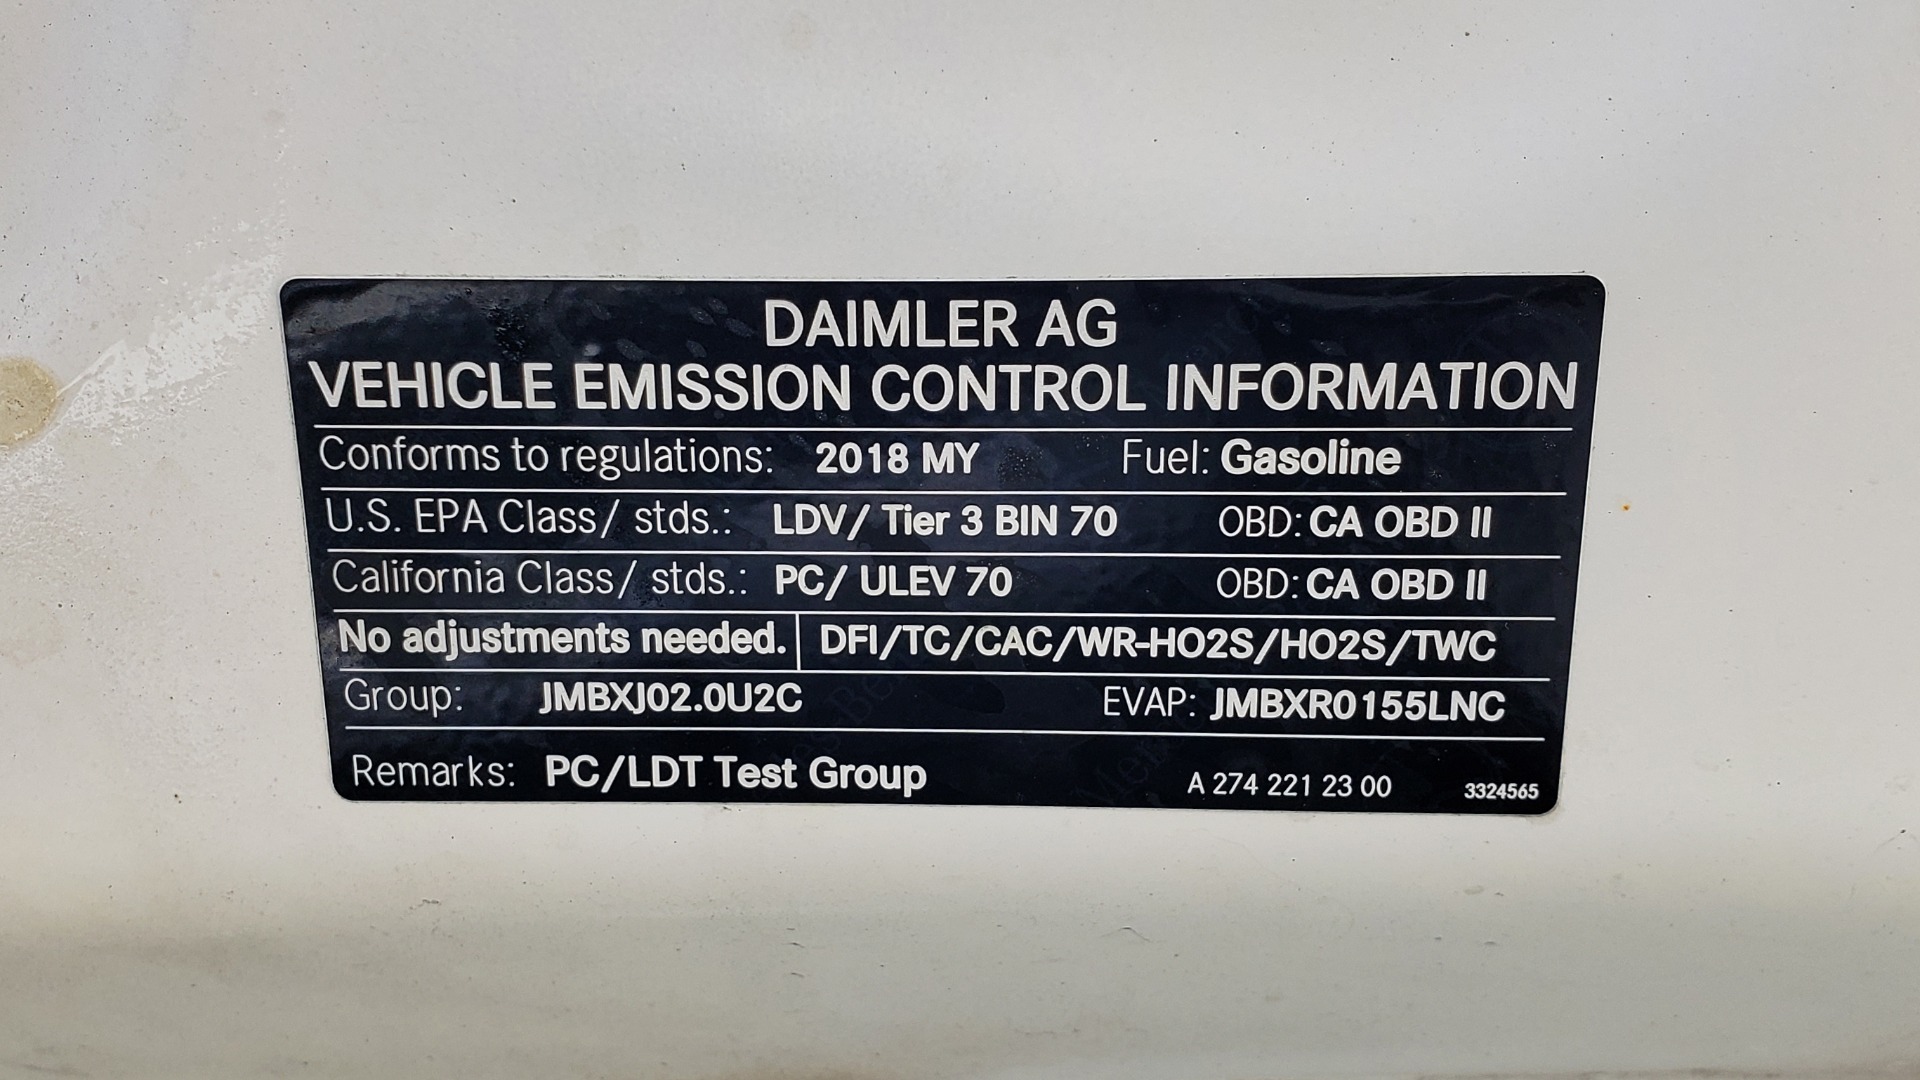 DAIMLER AG
VEHICLE EMISSION CONTROL INFORMATION
Conforms to regulations: 2018 MY Fuel: Gasoline
U.S. EPA Class/ stds.: LDV/ Tier 3 BIN 70 OBD: CA OBD II
California Class/ stds.: PC/ ULEV 70 OBD: CA OBD II
No adjustments needed. DFI/TC/CAC/WR-HO2S/HO2S/TWC
Group: JMBXJ02.0U2C EVAP: JMBXR0155LNC
Remarks: PC/LDT Test Group A 274 221 23 00 3324565